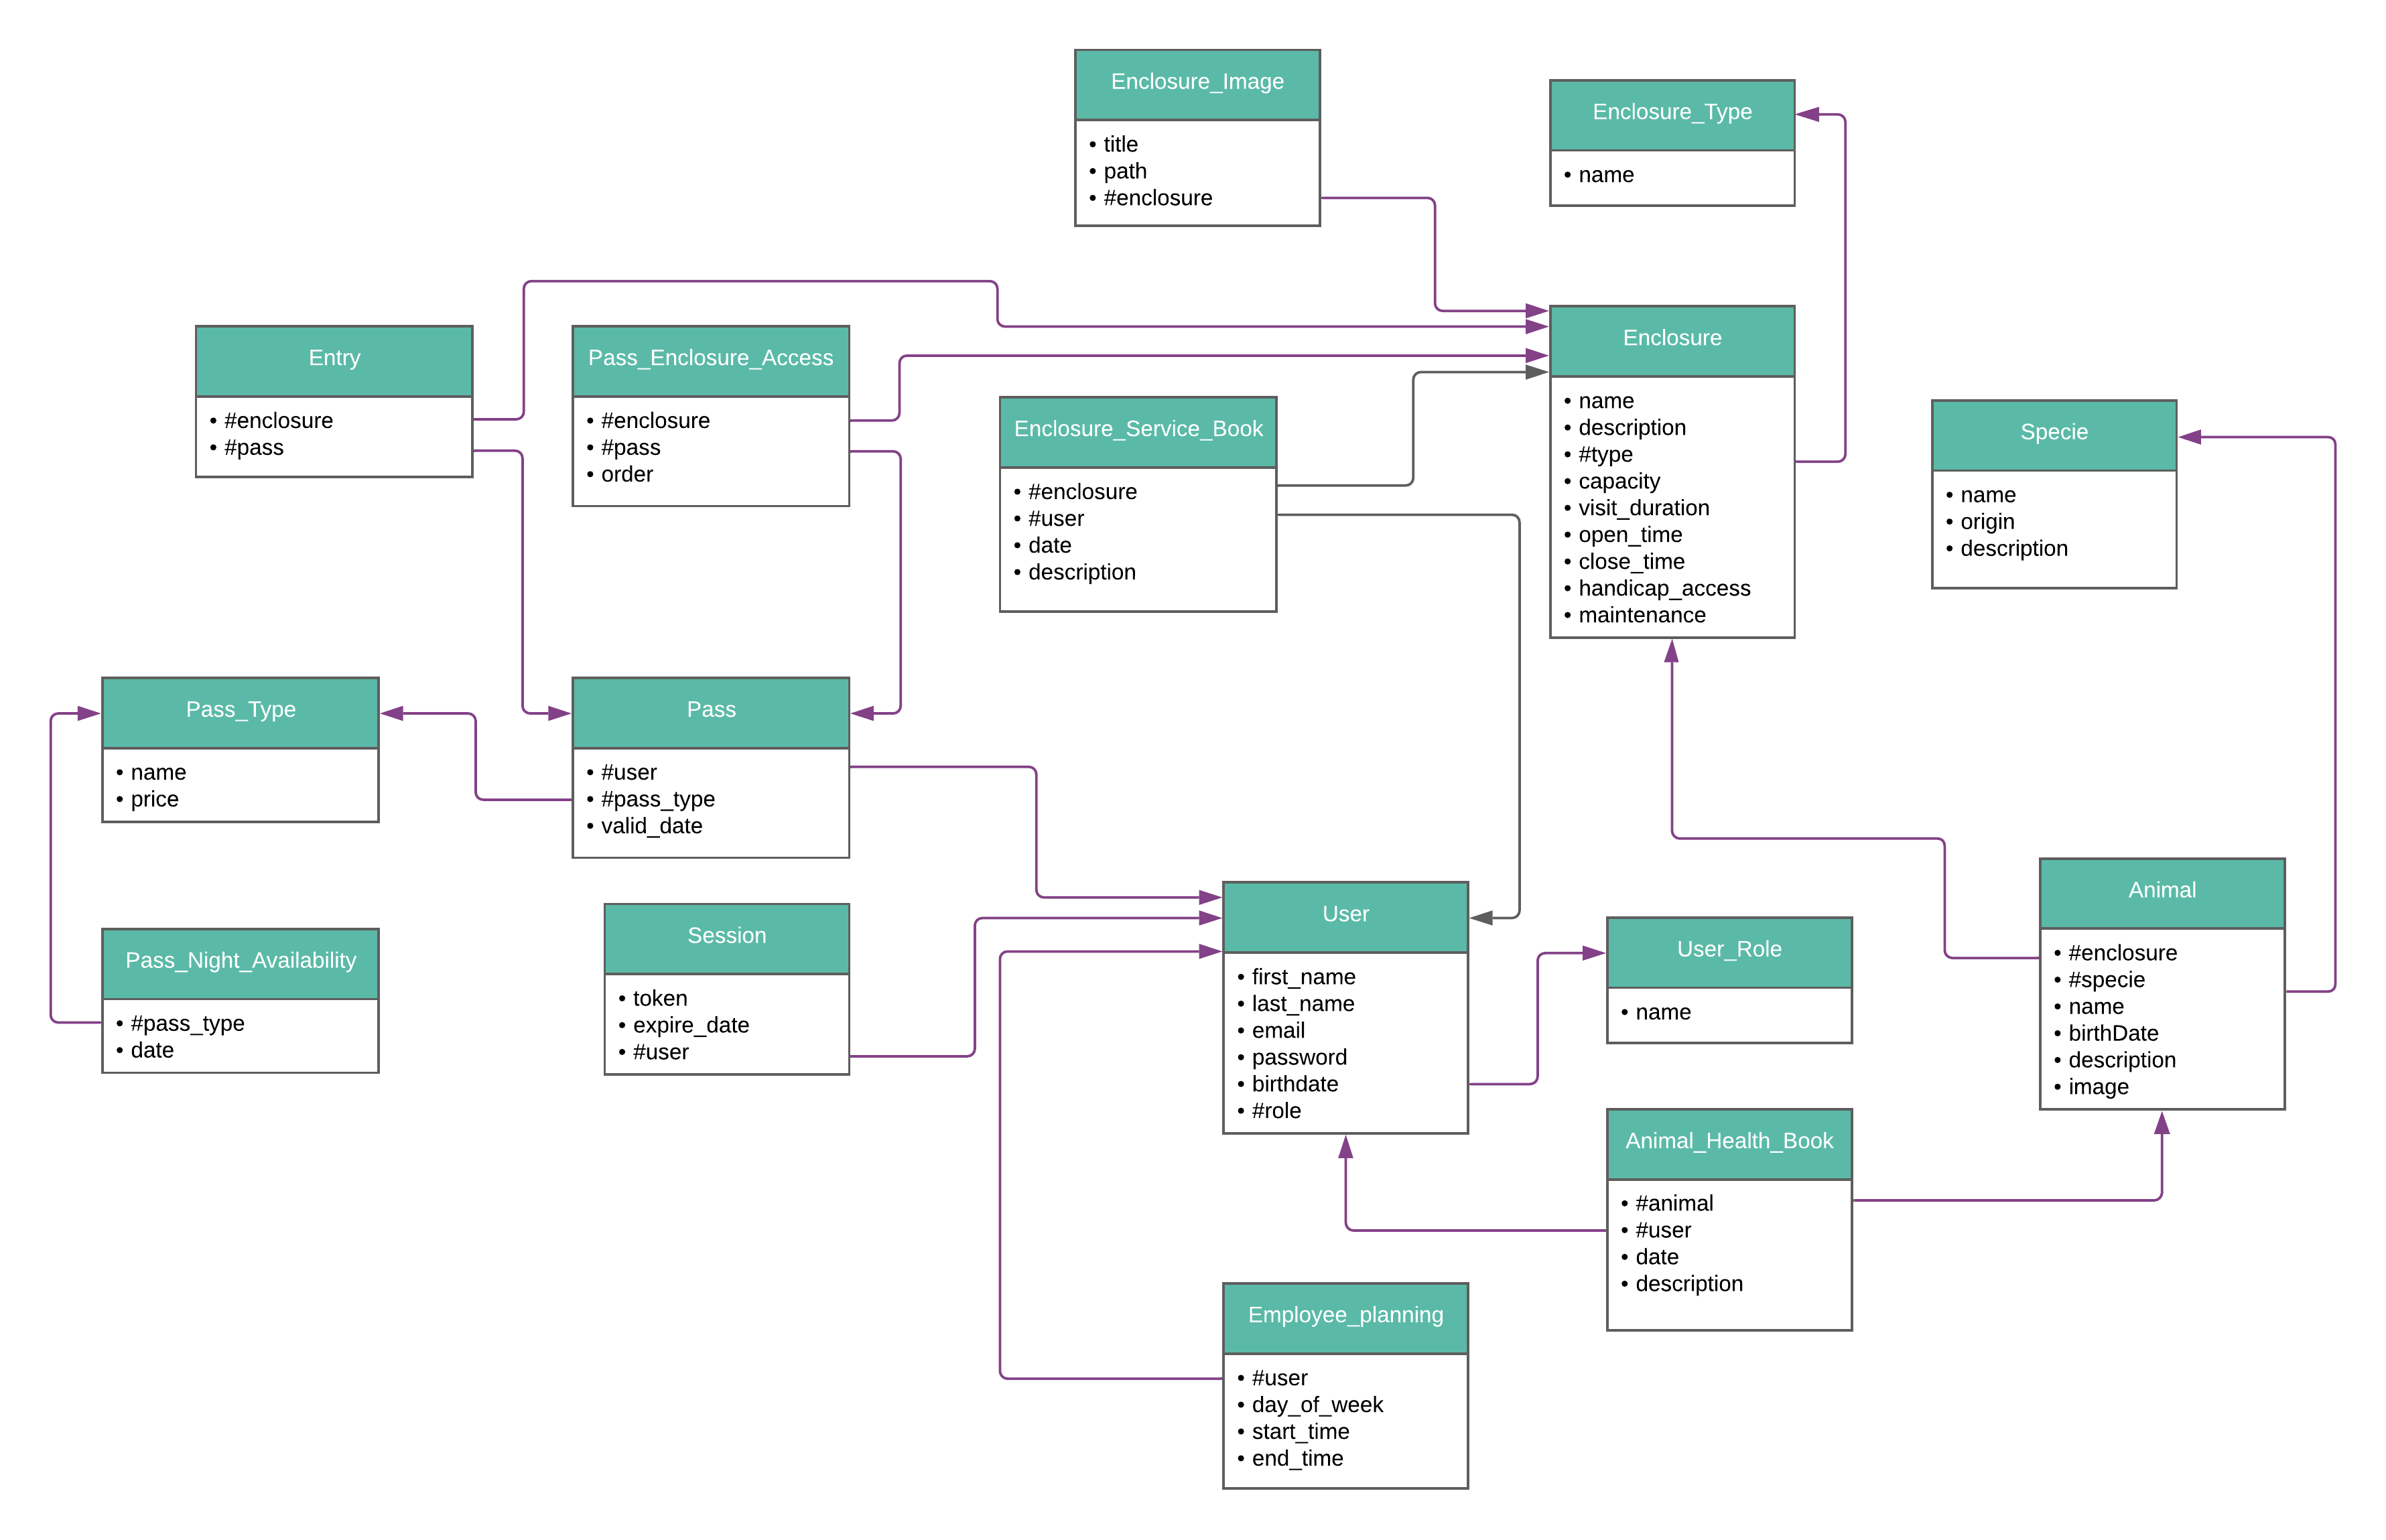 Enclosure_Image
• title
• path
• #enclosure
Enclosure_Type
• name
Entry
• #enclosure
• #pass
Pass_Enclosure_Access
• #enclosure
• #pass
• order
Enclosure_Service_Book
• #enclosure
• #user
• date
• description
Enclosure
• name
• description
• #type
• capacity
• visit_duration
• open_time
• close_time
• handicap_access
• maintenance
Specie
• name
• origin
• description
Pass_Type
• name
• price
Pass
• #user
• #pass_type
• valid_date
Pass_Night_Availability
• #pass_type
• date
Session
• token
• expire_date
• #user
User
• first_name
• last_name
• email
• password
• birthdate
• #role
User_Role
• name
Animal
• #enclosure
• #specie
• name
• birthDate
• description
• image
Animal_Health_Book
• #animal
• #user
• date
• description
Employee_planning
• #user
• day_of_week
• start_time
• end_time